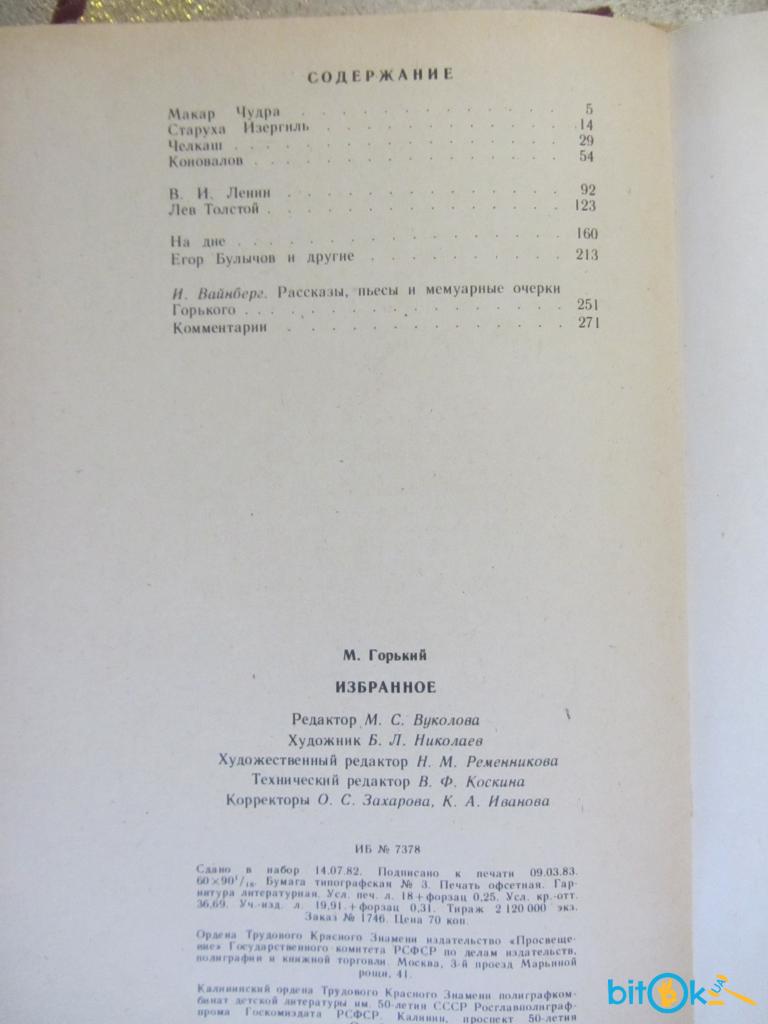 СОДЕРЖАНИЕ
Макар Чудра . . . . . . . . . . . . . . 5
Старуха Изергиль . . . . . . . . . . . . 14
Челкаш . . . . . . . . . . . . . . . . 29
Коновалов . . . . . . . . . . . . . . . 54
В. И. Ленин . . . . . . . . . . . . . . 92
Лев Толстой . . . . . . . . . . . . . . 123
На дне . . . . . . . . . . . . . . . . 160
Егор Булычов и другие . . . . . . . . . . 213
И. Вайнберг. Рассказы, пьесы и мемуарные очерки
Горького . . . . . . . . . . . . . . . 251
Комментарии . . . . . . . . . . . . . . 271
М. Горький
ИЗБРАННОЕ
Редактор М. С. Вуколова
Художник Б. Л. Николаев
Художественный редактор Н. М. Ременникова
Технический редактор В. Ф. Коскина
Корректоры О. С. Захарова, К. А. Иванова
ИБ № 7378
Сдано в набор 14.07.82. Подписано к печати 09.03.83.
60×90¹/₁₆. Бумага типографская № 3. Печать офсетная. Гар-
нитура литературная. Усл. печ. л. 18+форзац 0,25. Усл. кр.-отт.
36,69. Уч.-изд. л. 19,91.+форзац 0,31. Тираж 2 120 000 экз.
Заказ № 1746. Цена 70 коп.
Ордена Трудового Красного Знамени издательство «Просвеще-
ние» Государственного комитета РСФСР по делам издательств,
полиграфии и книжной торговли. Москва, 3-й проезд Марьиной
рощи, 41.
Калининский ордена Трудового Красного Знамени полиграфком-
бинат детской литературы им. 50-летия СССР Росглавполиграф-
прома Госкомиздата РСФСР. Калинин, проспект 50-летия
bitok.ua